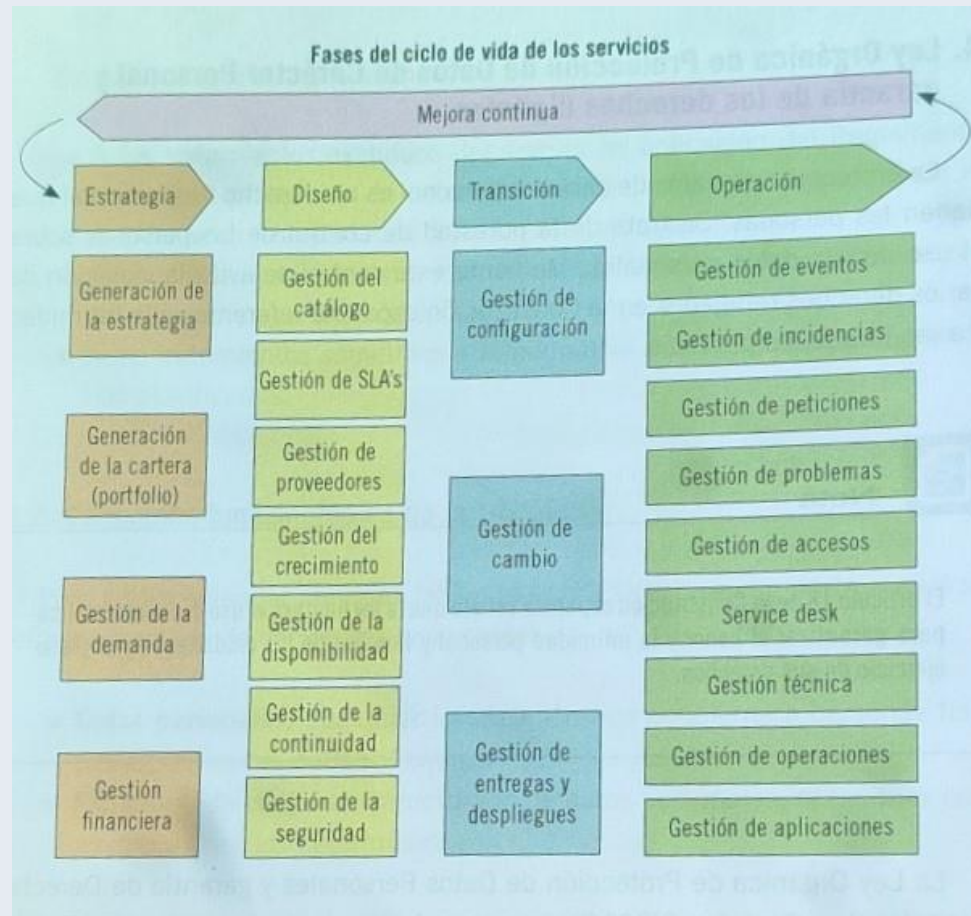 Fases del ciclo de vida de los servicios
Mejora continua
Estrategia
Diseño
Transición
Operación
Generación de
la estrategia
Generación
de la cartera
(portfolio)
Gestión de la
demanda
Gestión
financiera
Gestión del
catálogo
Gestión de SLA's
Gestión de
proveedores
Gestión del
crecimiento
Gestión de la
disponibilidad
Gestión de la
continuidad
Gestión de la
seguridad
Gestión de
configuración
Gestión de
cambio
Gestión de
entregas y
despliegues
Gestión de eventos
Gestión de incidencias
Gestión de peticiones
Gestión de problemas
Gestión de accesos
Service desk
Gestión técnica
Gestión de operaciones
Gestión de aplicaciones